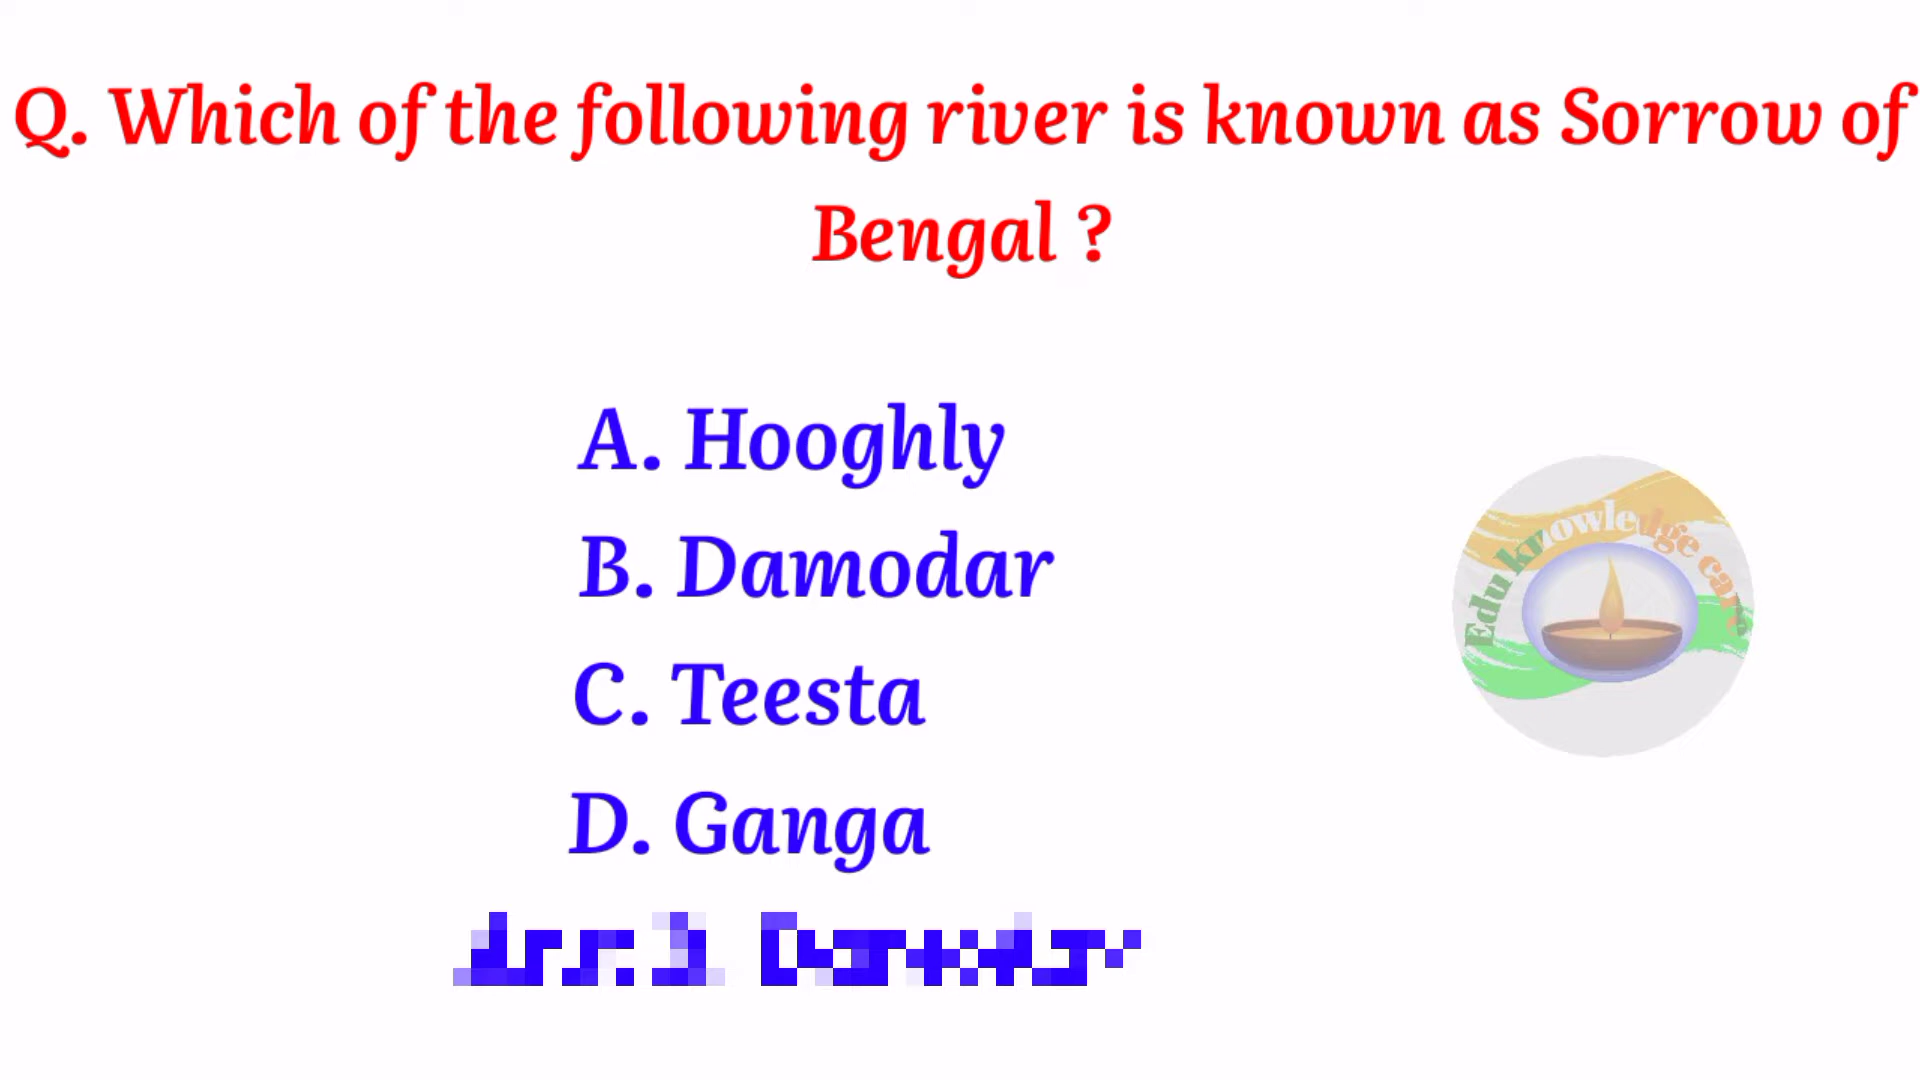 Q. Which of the following river is known as Sorrow of
Bengal ?
A. Hooghly
B. Damodar
C. Teesta
D. Ganga
Edu knowledge care